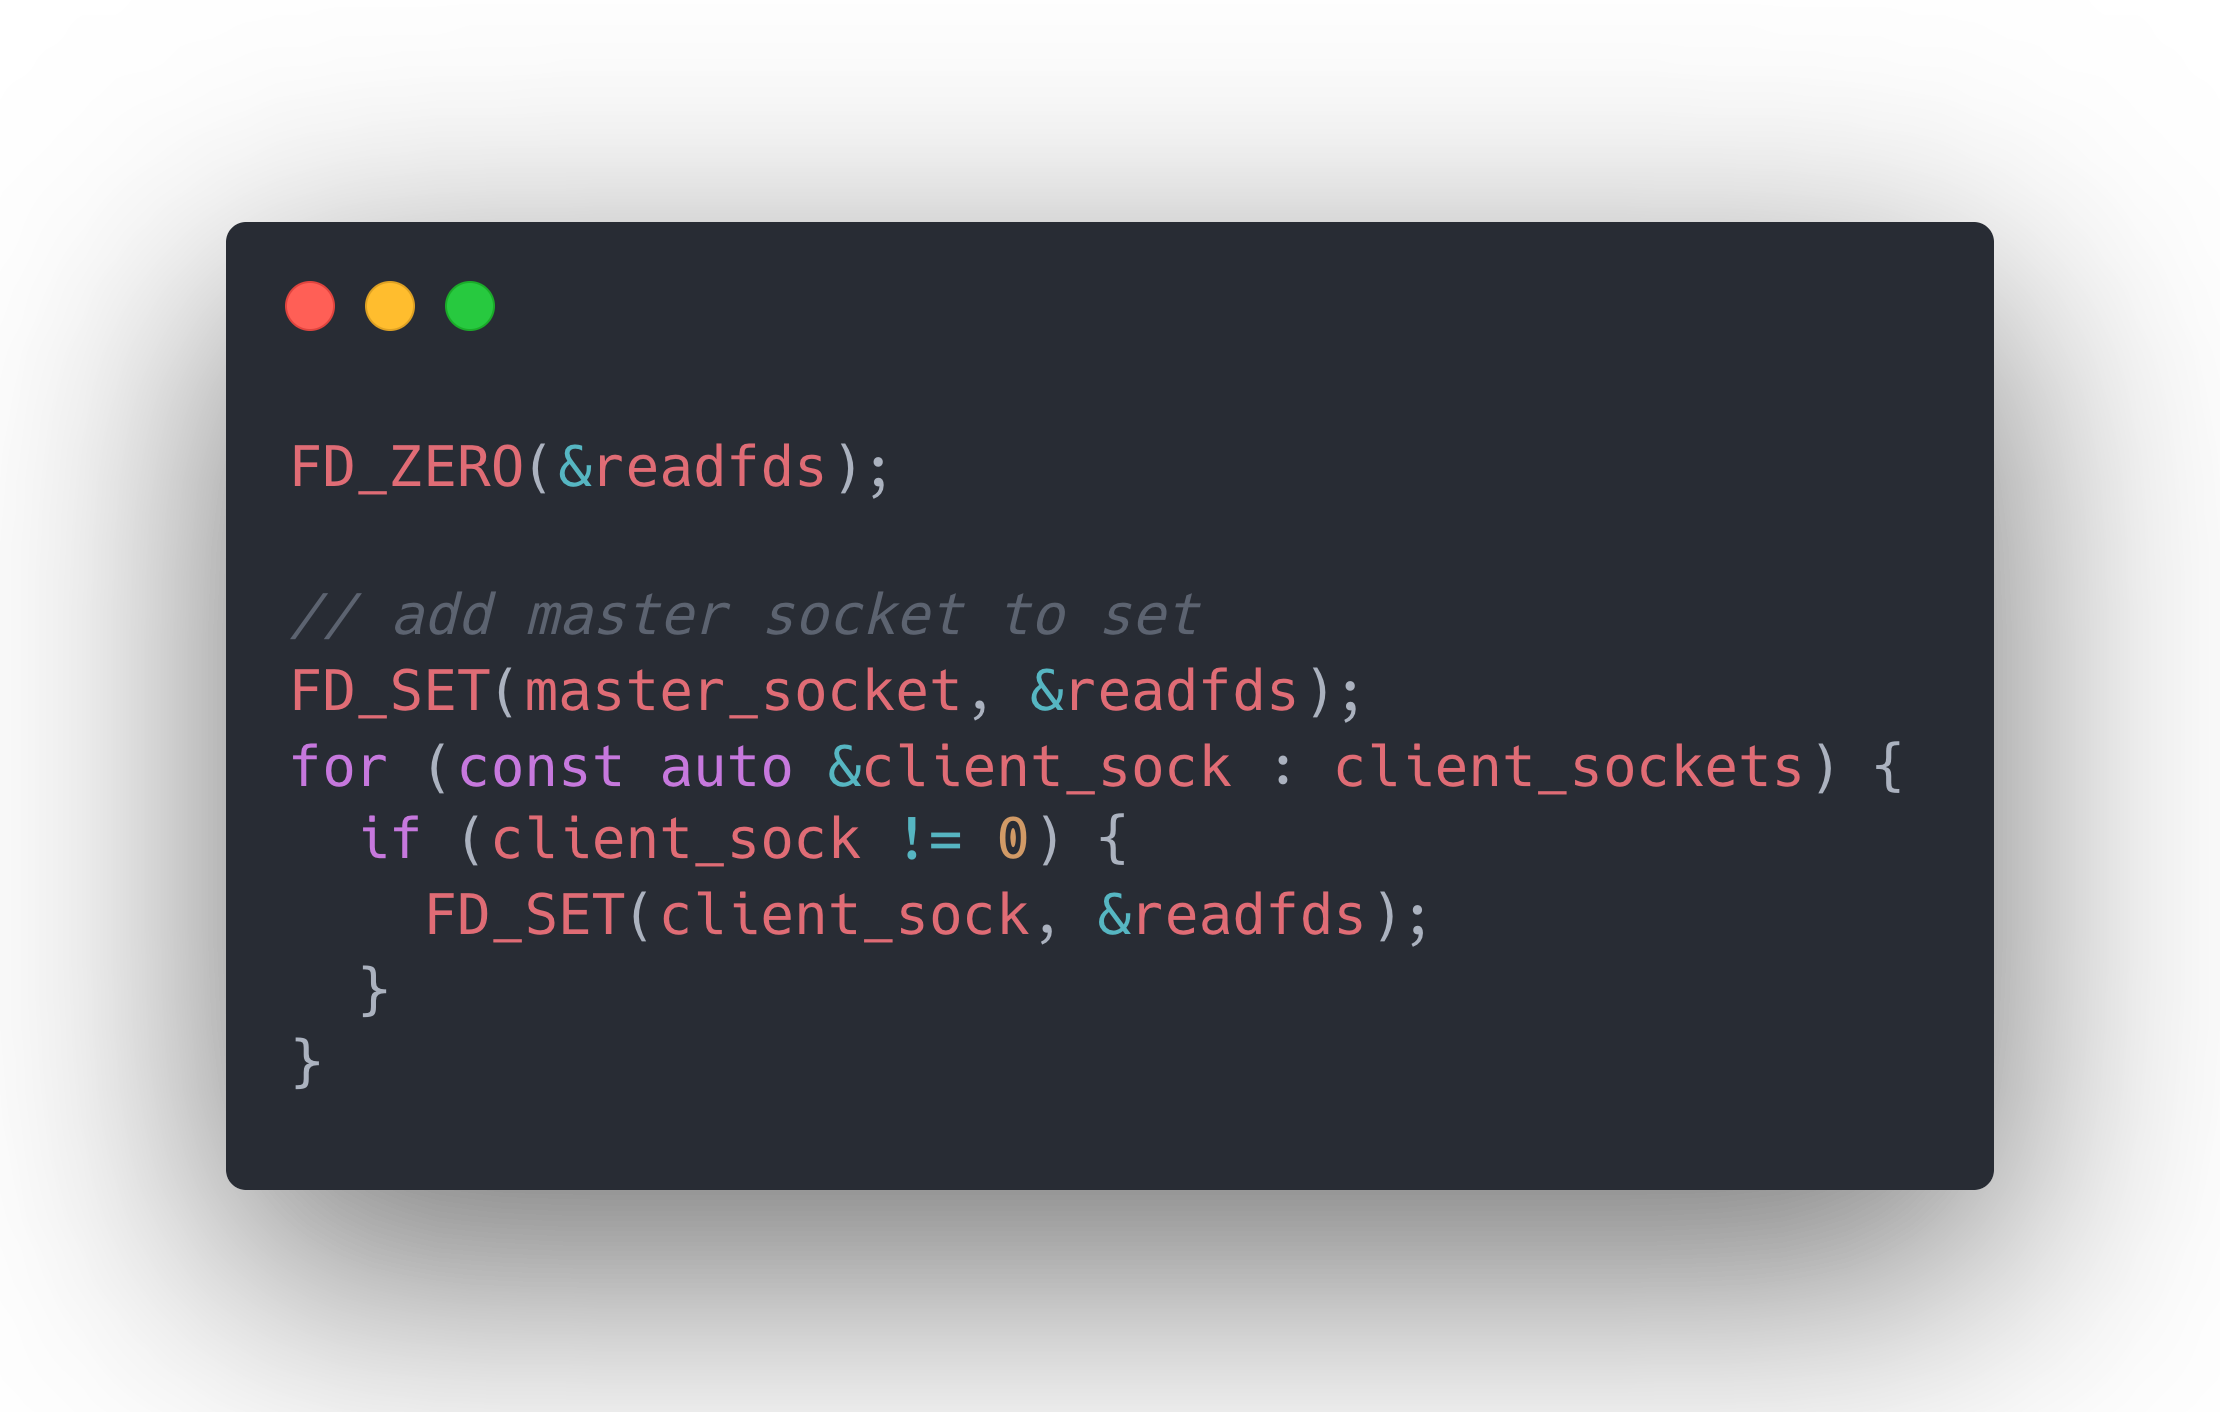 FD_ZERO(&readfds);

// add master socket to set
FD_SET(master_socket, &readfds);
for (const auto &client_sock : client_sockets) {
  if (client_sock != 0) {
    FD_SET(client_sock, &readfds);
  }
}